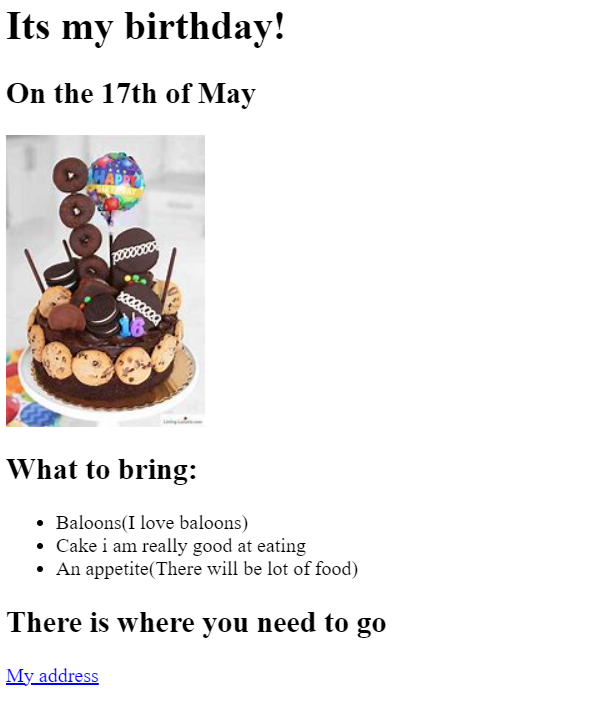 Its my birthday!
On the 17th of May
HAPPY
BIRTHDAY
16
What to bring:
Baloons(I love baloons)
Cake i am really good at eating
An appetite(There will be lot of food)
There is where you need to go
My address